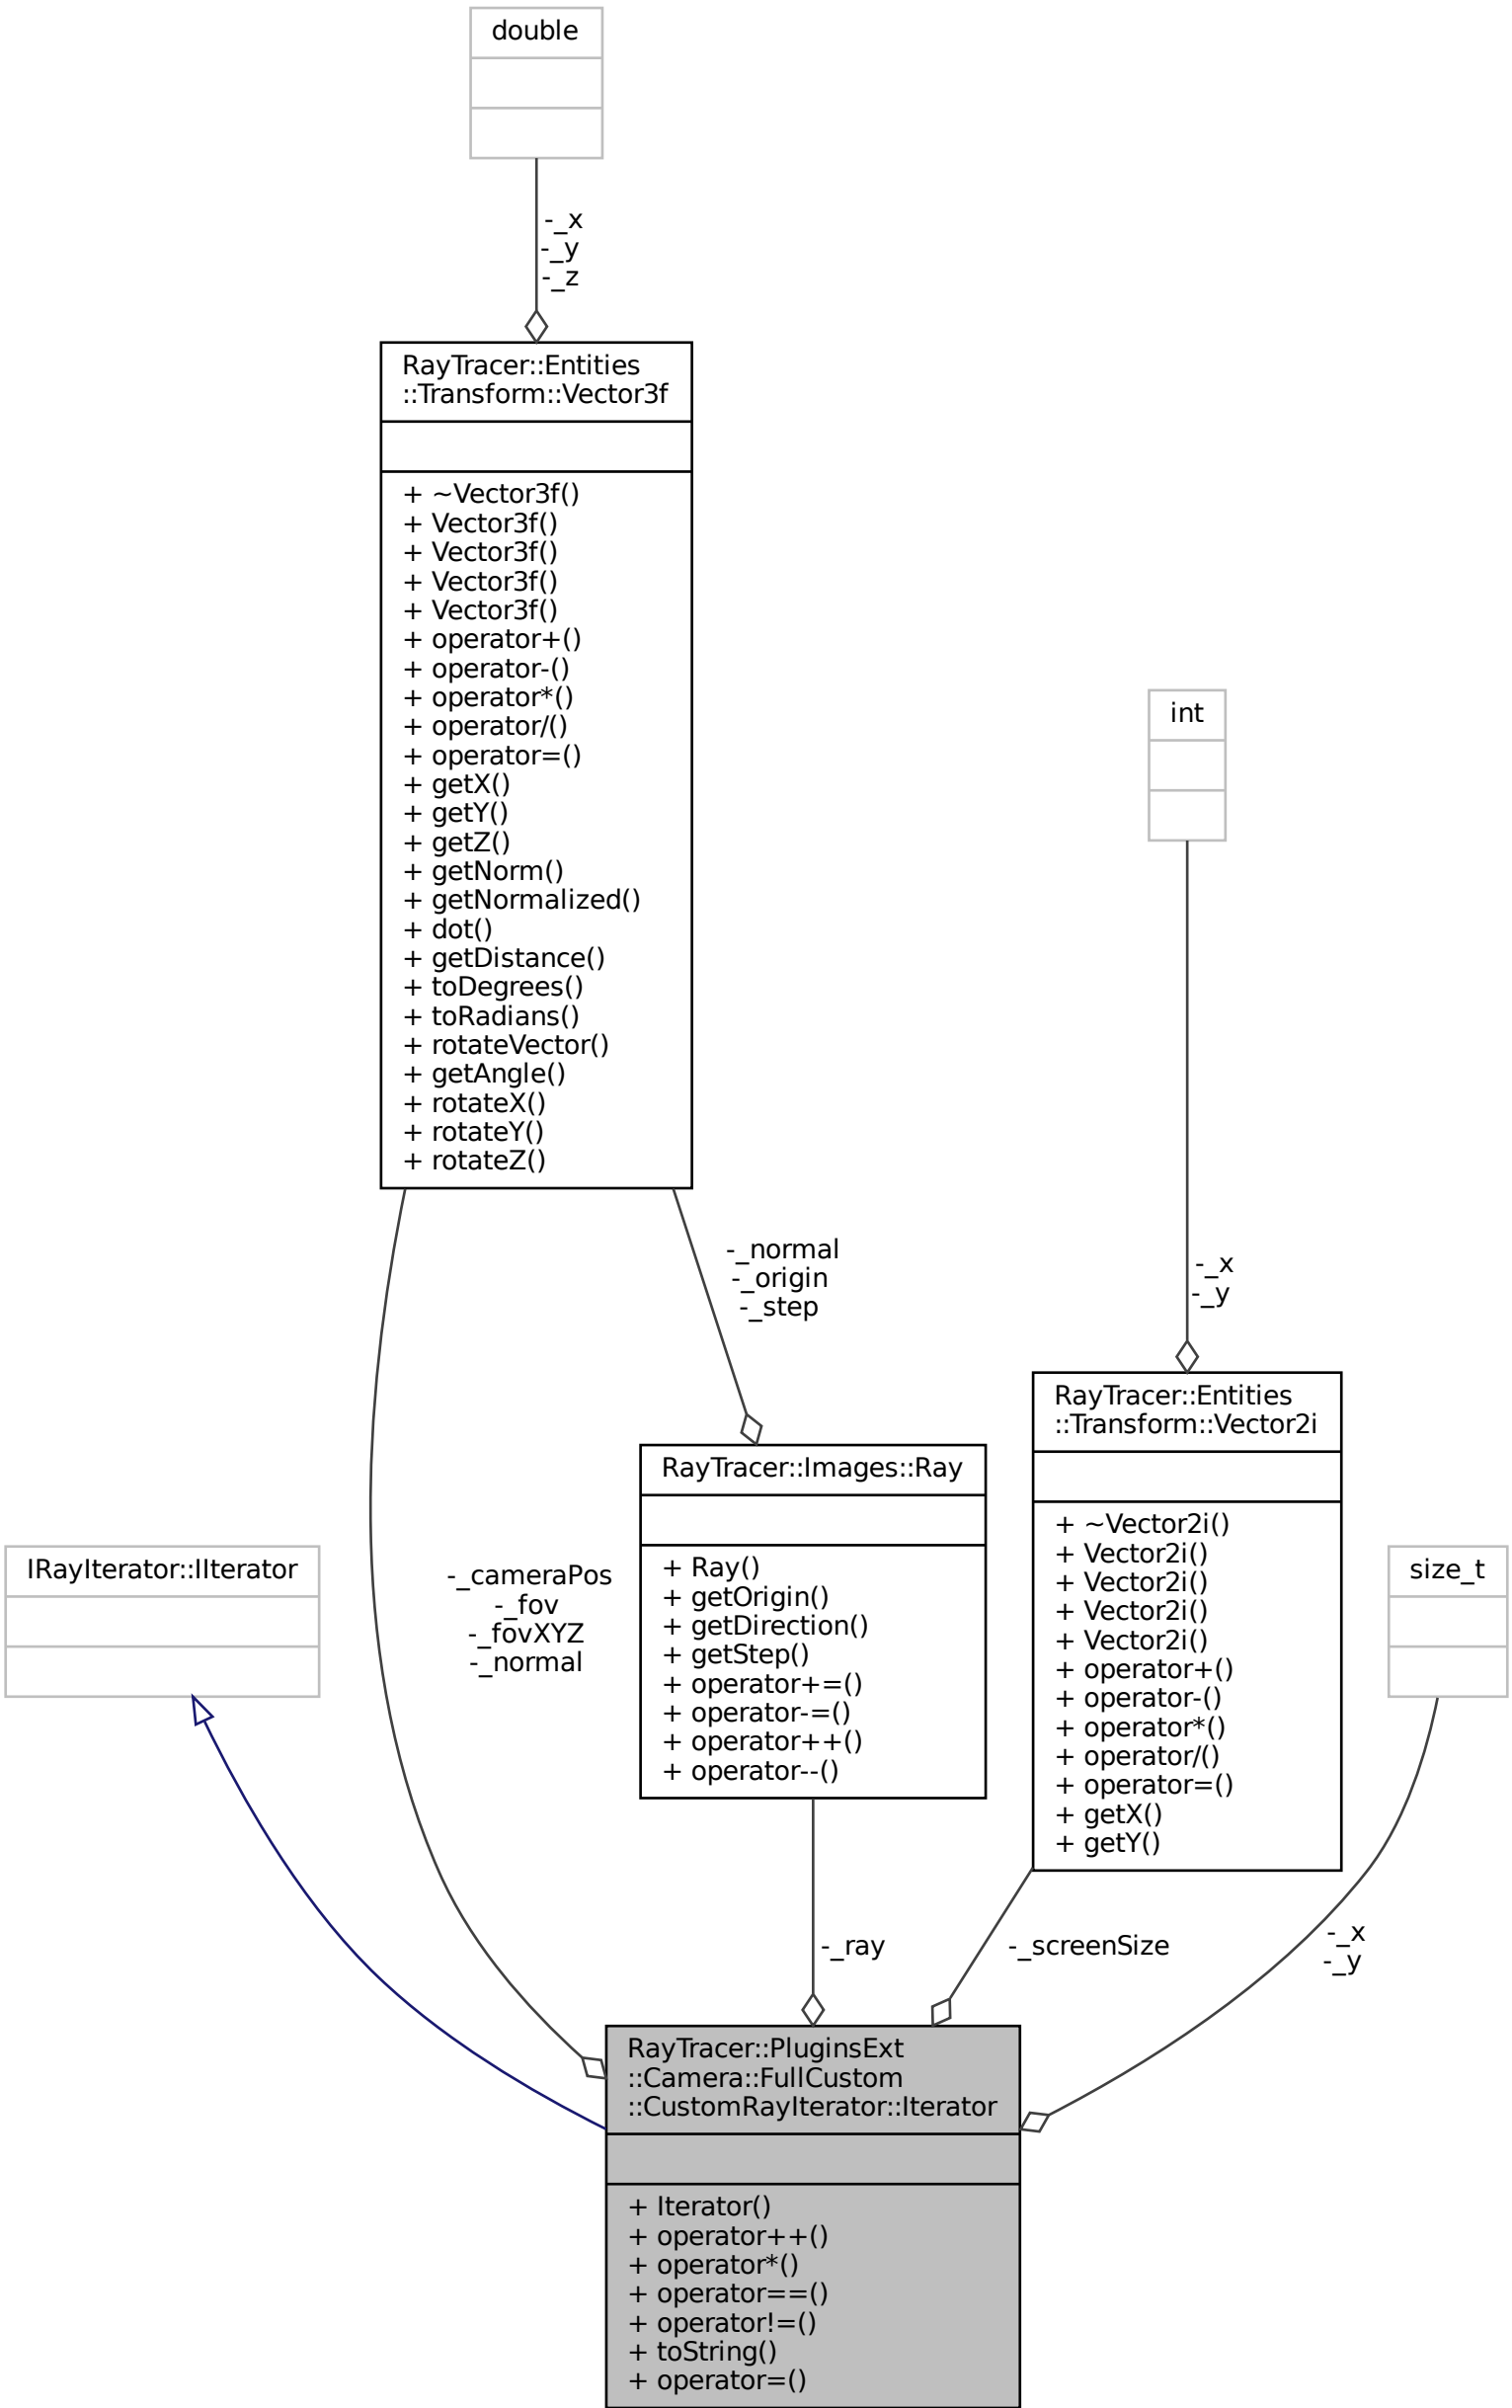 double
-_x
-_y
-_z
RayTracer::Entities
::Transform::Vector3f
+ ~Vector3f()
+ Vector3f()
+ Vector3f()
+ Vector3f()
+ Vector3f()
+ operator+()
+ operator-()
+ operator*()
+ operator/()
+ operator=()
+ getX()
+ getY()
+ getZ()
+ getNorm()
+ getNormalized()
+ dot()
+ getDistance()
+ toDegrees()
+ toRadians()
+ rotateVector()
+ getAngle()
+ rotateX()
+ rotateY()
+ rotateZ()
int
-_x
-_y
-_normal
-_origin
-_step
RayTracer::Entities
::Transform::Vector2i
+ ~Vector2i()
+ Vector2i()
+ Vector2i()
+ Vector2i()
+ Vector2i()
+ operator+()
+ operator-()
+ operator*()
+ operator/()
+ operator=()
+ getX()
+ getY()
RayTracer::Images::Ray
+ Ray()
+ getOrigin()
+ getDirection()
+ getStep()
+ operator+=()
+ operator-=()
+ operator++()
+ operator--()
IRayIterator::IIterator
-_cameraPos
-_fov
-_fovXYZ
-_normal
size_t
-_ray
-_screenSize
-_x
-_y
RayTracer::PluginsExt
::Camera::FullCustom
::CustomRayIterator::Iterator
+ Iterator()
+ operator++()
+ operator*()
+ operator==()
+ operator!=()
+ toString()
+ operator=()